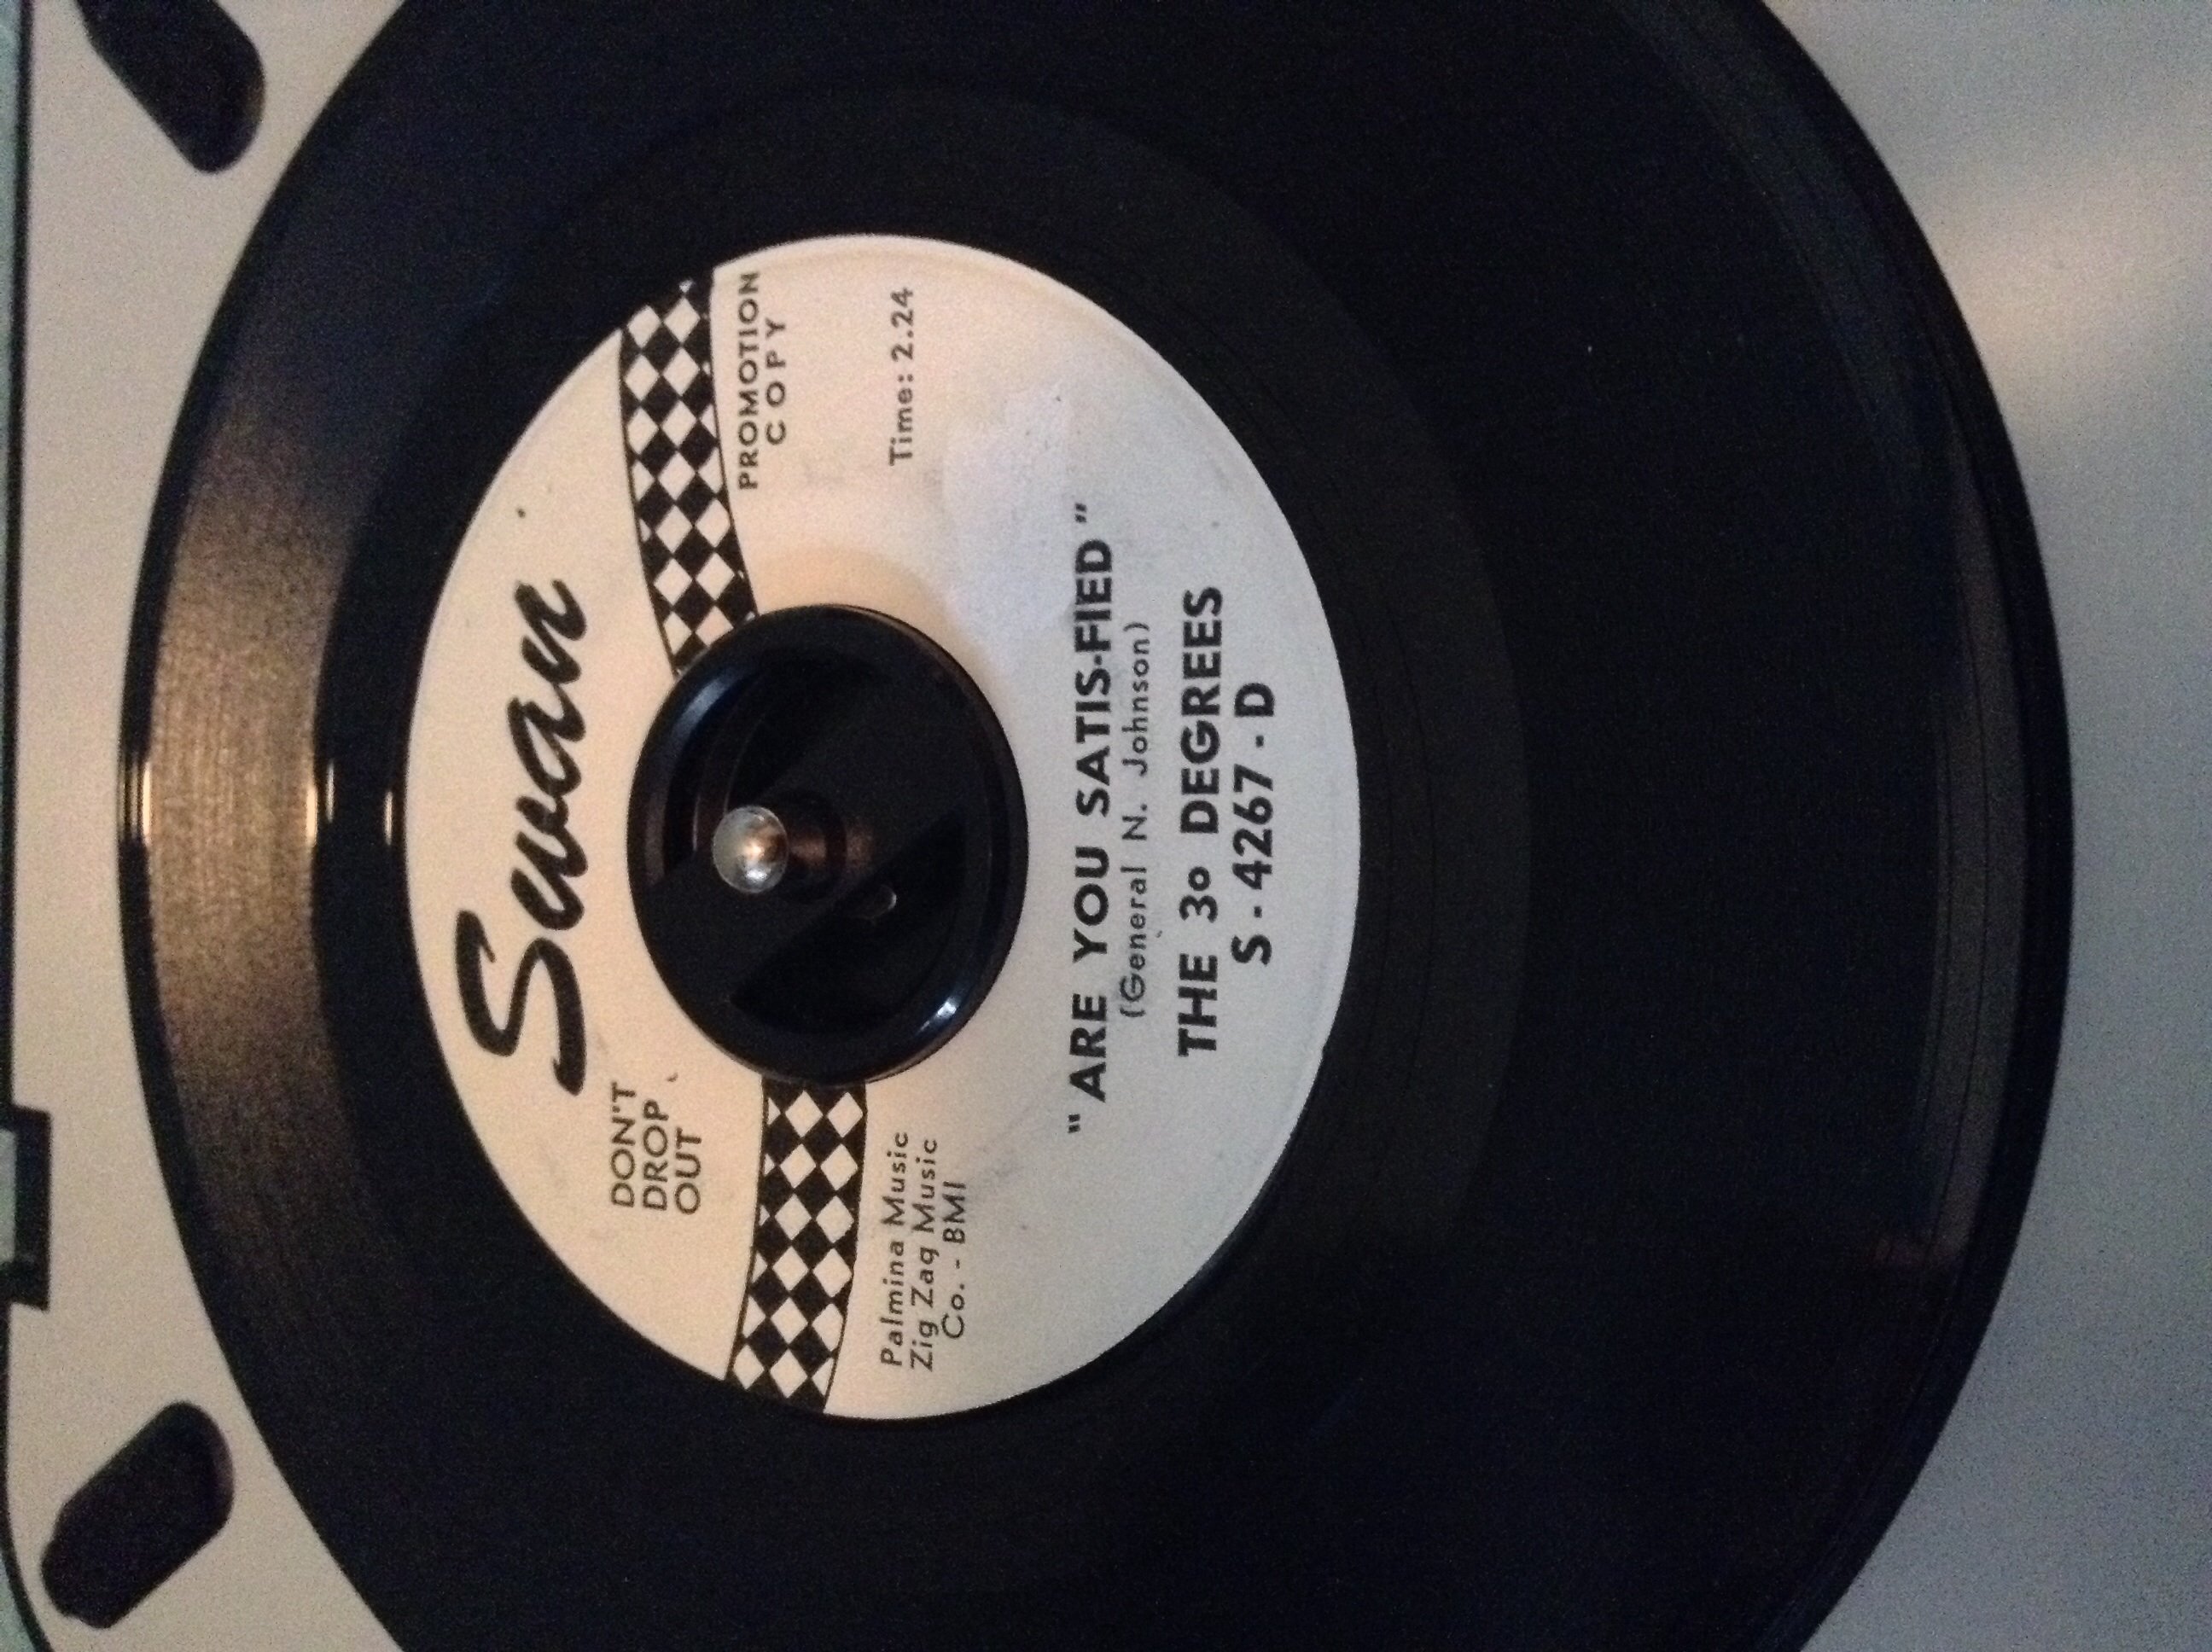 Swan
DON'T
DROP
OUT
PROMOTION
COPY
Palmina Music
Zig Zag Music
Co. - BMI
Time: 2.24
"ARE YOU SATIS-FIED"
(General N. Johnson)
THE 3º DEGREES
S - 4267 - D